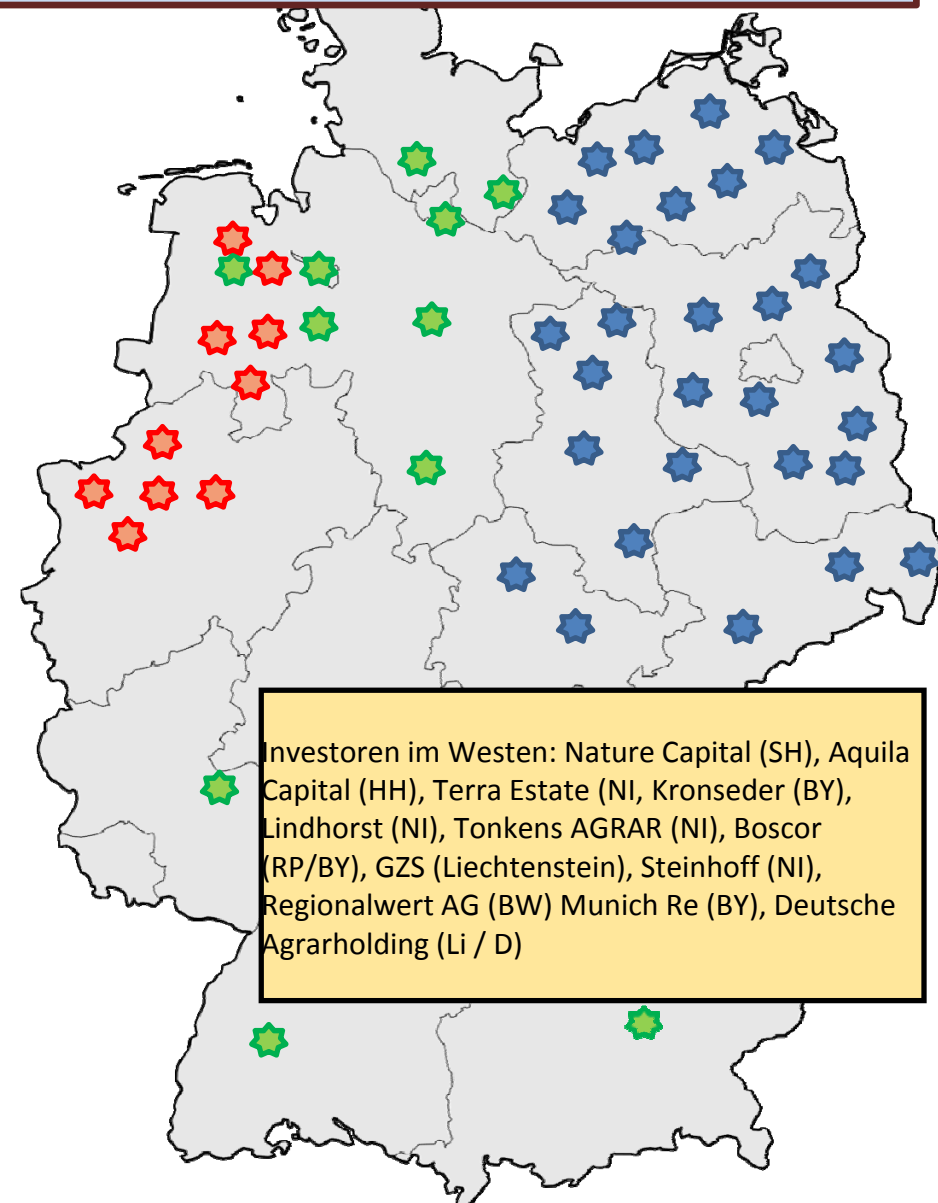 Investoren im Westen: Nature Capital (SH), Aquila
Capital (HH), Terra Estate (NI, Kronseder (BY),
Lindhorst (NI), Tonkens AGRAR (NI), Boscor
(RP/BY), GZS (Liechtenstein), Steinhoff (NI),
Regionalwert AG (BW) Munich Re (BY), Deutsche
Agrarholding (Li / D)